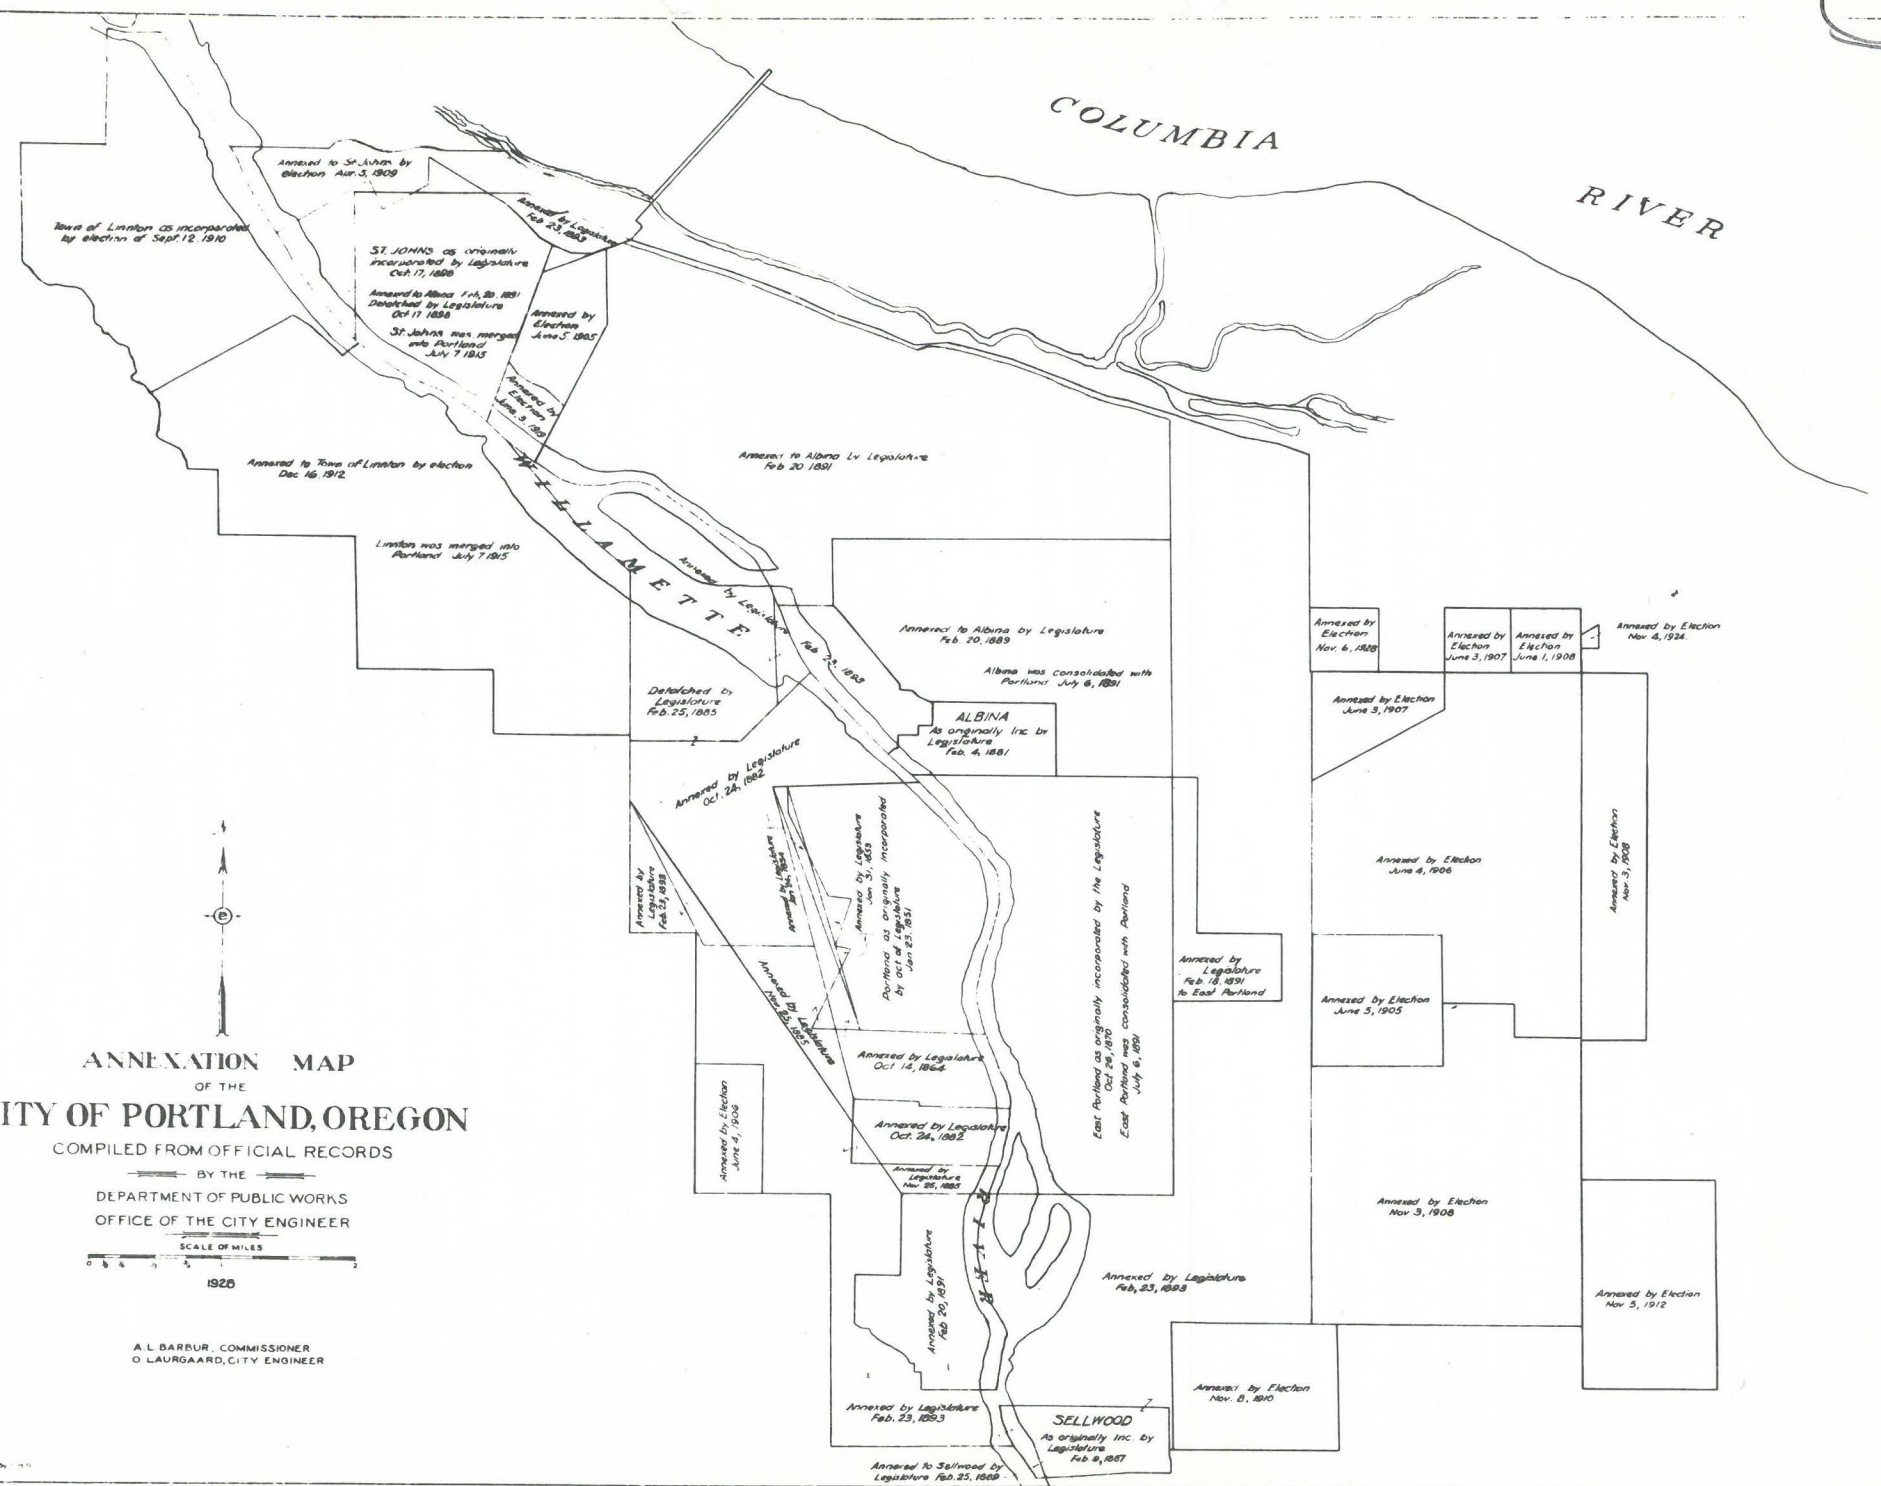 COLUMBIA
RIVER
Annexed to St. Johns by
election Apr. 5, 1909
Town of Linnton as incorporated
by election of Sept. 12. 1910
Annexed by Legislature
Feb. 23, 1893
ST. JOHNS as originally
incorporated by Legislature
Oct. 17, 1898
Annexed to Albina Feb. 20. 1891
Detatched by Legislature
Oct 17 1898
St. Johns was merged
into Portland
July 7 1915
Annexed by
Election
June 5, 1905
Annexed by
Election
June 3, 1913
Annexed to Town of Linnton by election
Dec 16, 1912
Annexed to Albina by Legislature
Feb 20 1891
Linnton was merged into
Portland July 7 1915
WILLAMETTE
Annexed by Legislature Feb 23, 1893
Annexed to Albina by Legislature
Feb. 20, 1889
Albina was consolidated with
Portland July 6, 1891
Annexed by
Election
Nov. 6, 1928
Annexed by
Election
June 3, 1907
Annexed by
Election
June 1, 1908
Annexed by Election
Nov. 4, 1924.
Detatched by
Legislature
Feb. 25, 1885
ALBINA
As originally Inc. by
Legislature
Feb. 4, 1881
Annexed by Election
June 3, 1907
Annexed by Legislature
Oct. 24, 1882
Annexed by
Legislature
Feb. 23, 1893
Annexed by Legislature
Annexed by Legislature
Jan. 31, 1853
Portland as originally incorporated
by act of Legislature
Jan 23. 1851
East Portland as originally incorporated by the Legislature
Oct 26, 1870
East Portland was consolidated with Portland
July 6, 1891
Annexed by Election
June 4, 1906
Annexed by Election
Nov. 3, 1908
Annexed by Legislature
Nov. 25, 1885
Annexed by
Legislature
Feb. 18, 1891
to East Portland
Annexed by Election
June 5, 1905
Annexed by Legislature
Oct 14, 1864
Annexed by Election
June 4, 1906
Annexed by Legislature
Oct. 24, 1882
Annexed by
Legislature
Nov 25, 1885
RIVER
Annexed by Election
Nov 3, 1908
Annexed by Legislature
Feb 20, 1891
Annexed by Legislature
Feb, 23, 1893
Annexed by Election
Nov 5, 1912
Annexed by Election
Nov. 8, 1910
Annexed by Legislature
Feb. 23, 1893
SELLWOOD
As originally Inc. by
Legislature
Feb. 9, 1887
Annexed to Sellwood by
Legislature Feb. 25, 1889
ANNEXATION MAP
OF THE
ITY OF PORTLAND, OREGON
COMPILED FROM OFFICIAL RECORDS
BY THE
DEPARTMENT OF PUBLIC WORKS
OFFICE OF THE CITY ENGINEER
SCALE OF MILES
0 1 2
1928
A.L. BARBUR, COMMISSIONER
O. LAURGAARD, CITY ENGINEER